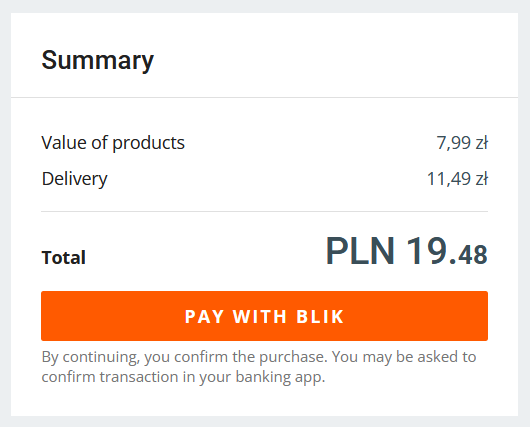 Summary
Value of products 7,99 zł
Delivery 11,49 zł
Total PLN 19.48
PAY WITH BLIK
By continuing, you confirm the purchase. You may be asked to
confirm transaction in your banking app.